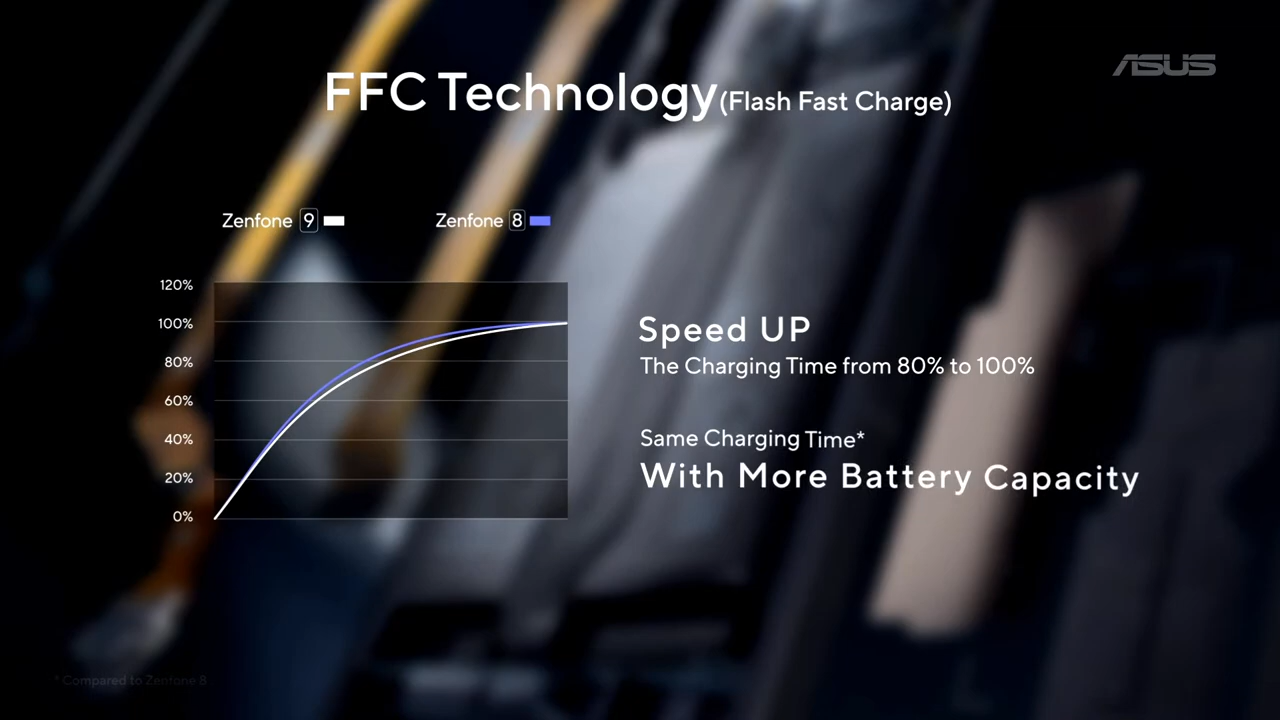 ASUS
FFC Technology(Flash Fast Charge)
Zenfone 9
Zenfone 8
120%
100%
80%
60%
40%
20%
0%
Speed UP
The Charging Time from 80% to 100%
Same Charging Time*
With More Battery Capacity
* Compared to Zenfone 8